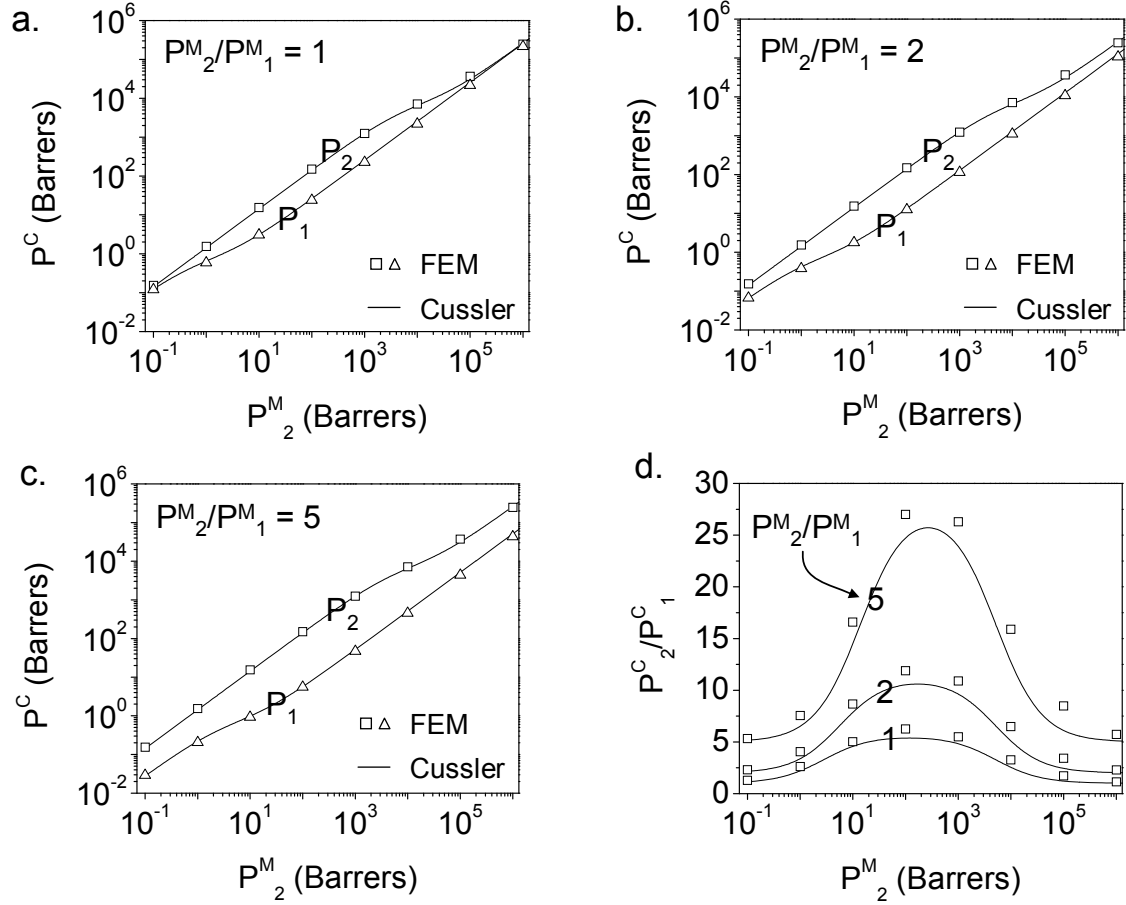 a.
P^M_2/P^M_1 = 1
P^C (Barrers)
10^6
10^4
10^2
10^0
10^-2
P_2
P_1
FEM
Cussler
10^-1 10^1 10^3 10^5
P^M_2 (Barrers)
b.
P^M_2/P^M_1 = 2
P^C (Barrers)
10^6
10^4
10^2
10^0
10^-2
P_2
P_1
FEM
Cussler
10^-1 10^1 10^3 10^5
P^M_2 (Barrers)
c.
P^M_2/P^M_1 = 5
P^C (Barrers)
10^6
10^4
10^2
10^0
10^-2
P_2
P_1
FEM
Cussler
10^-1 10^1 10^3 10^5
P^M_2 (Barrers)
d.
P^C_2/P^C_1
30
25
20
15
10
5
0
P^M_2/P^M_1
5
2
1
10^-1 10^1 10^3 10^5
P^M_2 (Barrers)